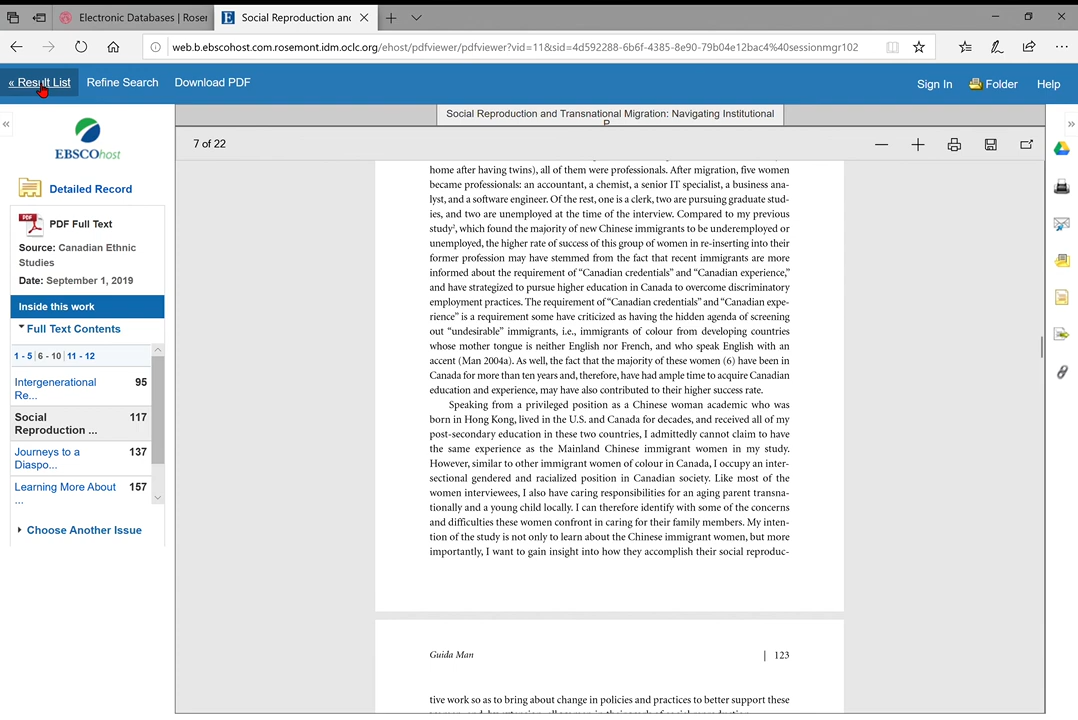 Electronic Databases | Roser
Social Reproduction anc
web.b.ebscohost.com.rosemont.idm.oclc.org/ehost/pdfviewer/pdfviewer?vid=11&sid=4d592288-6b6f-4385-8e90-79b04e12bac4%40sessionmgr102
« Result List
Refine Search
Download PDF
Sign In
Folder
Help
Social Reproduction and Transnational Migration: Navigating Institutional
P
7 of 22
EBSCOhost
Detailed Record
PDF Full Text
Source: Canadian Ethnic
Studies
Date: September 1, 2019
Inside this work
Full Text Contents
1 - 5 | 6 - 10 | 11 - 12
Intergenerational 95
Re...
Social 117
Reproduction ...
Journeys to a 137
Diaspo...
Learning More About 157
...
Choose Another Issue
home after having twins), all of them were professionals. After migration, five women
became professionals: an accountant, a chemist, a senior IT specialist, a business ana-
lyst, and a software engineer. Of the rest, one is a clerk, two are pursuing graduate stud-
ies, and two are unemployed at the time of the interview. Compared to my previous
study², which found the majority of new Chinese immigrants to be underemployed or
unemployed, the higher rate of success of this group of women in re-inserting into their
former profession may have stemmed from the fact that recent immigrants are more
informed about the requirement of “Canadian credentials” and “Canadian experience,”
and have strategized to pursue higher education in Canada to overcome discriminatory
employment practices. The requirement of “Canadian credentials” and “Canadian expe-
rience” is a requirement some have criticized as having the hidden agenda of screening
out “undesirable” immigrants, i.e., immigrants of colour from developing countries
whose mother tongue is neither English nor French, and who speak English with an
accent (Man 2004a). As well, the fact that the majority of these women (6) have been in
Canada for more than ten years and, therefore, have had ample time to acquire Canadian
education and experience, may have also contributed to their higher success rate.
Speaking from a privileged position as a Chinese woman academic who was
born in Hong Kong, lived in the U.S. and Canada for decades, and received all of my
post-secondary education in these two countries, I admittedly cannot claim to have
the same experience as the Mainland Chinese immigrant women in my study.
However, similar to other immigrant women of colour in Canada, I occupy an inter-
sectional gendered and racialized position in Canadian society. Like most of the
women interviewees, I also have caring responsibilities for an aging parent transna-
tionally and a young child locally. I can therefore identify with some of the concerns
and difficulties these women confront in caring for their family members. My inten-
tion of the study is not only to learn about the Chinese immigrant women, but more
importantly, I want to gain insight into how they accomplish their social reproduc-
Guida Man | 123
tive work so as to bring about change in policies and practices to better support these